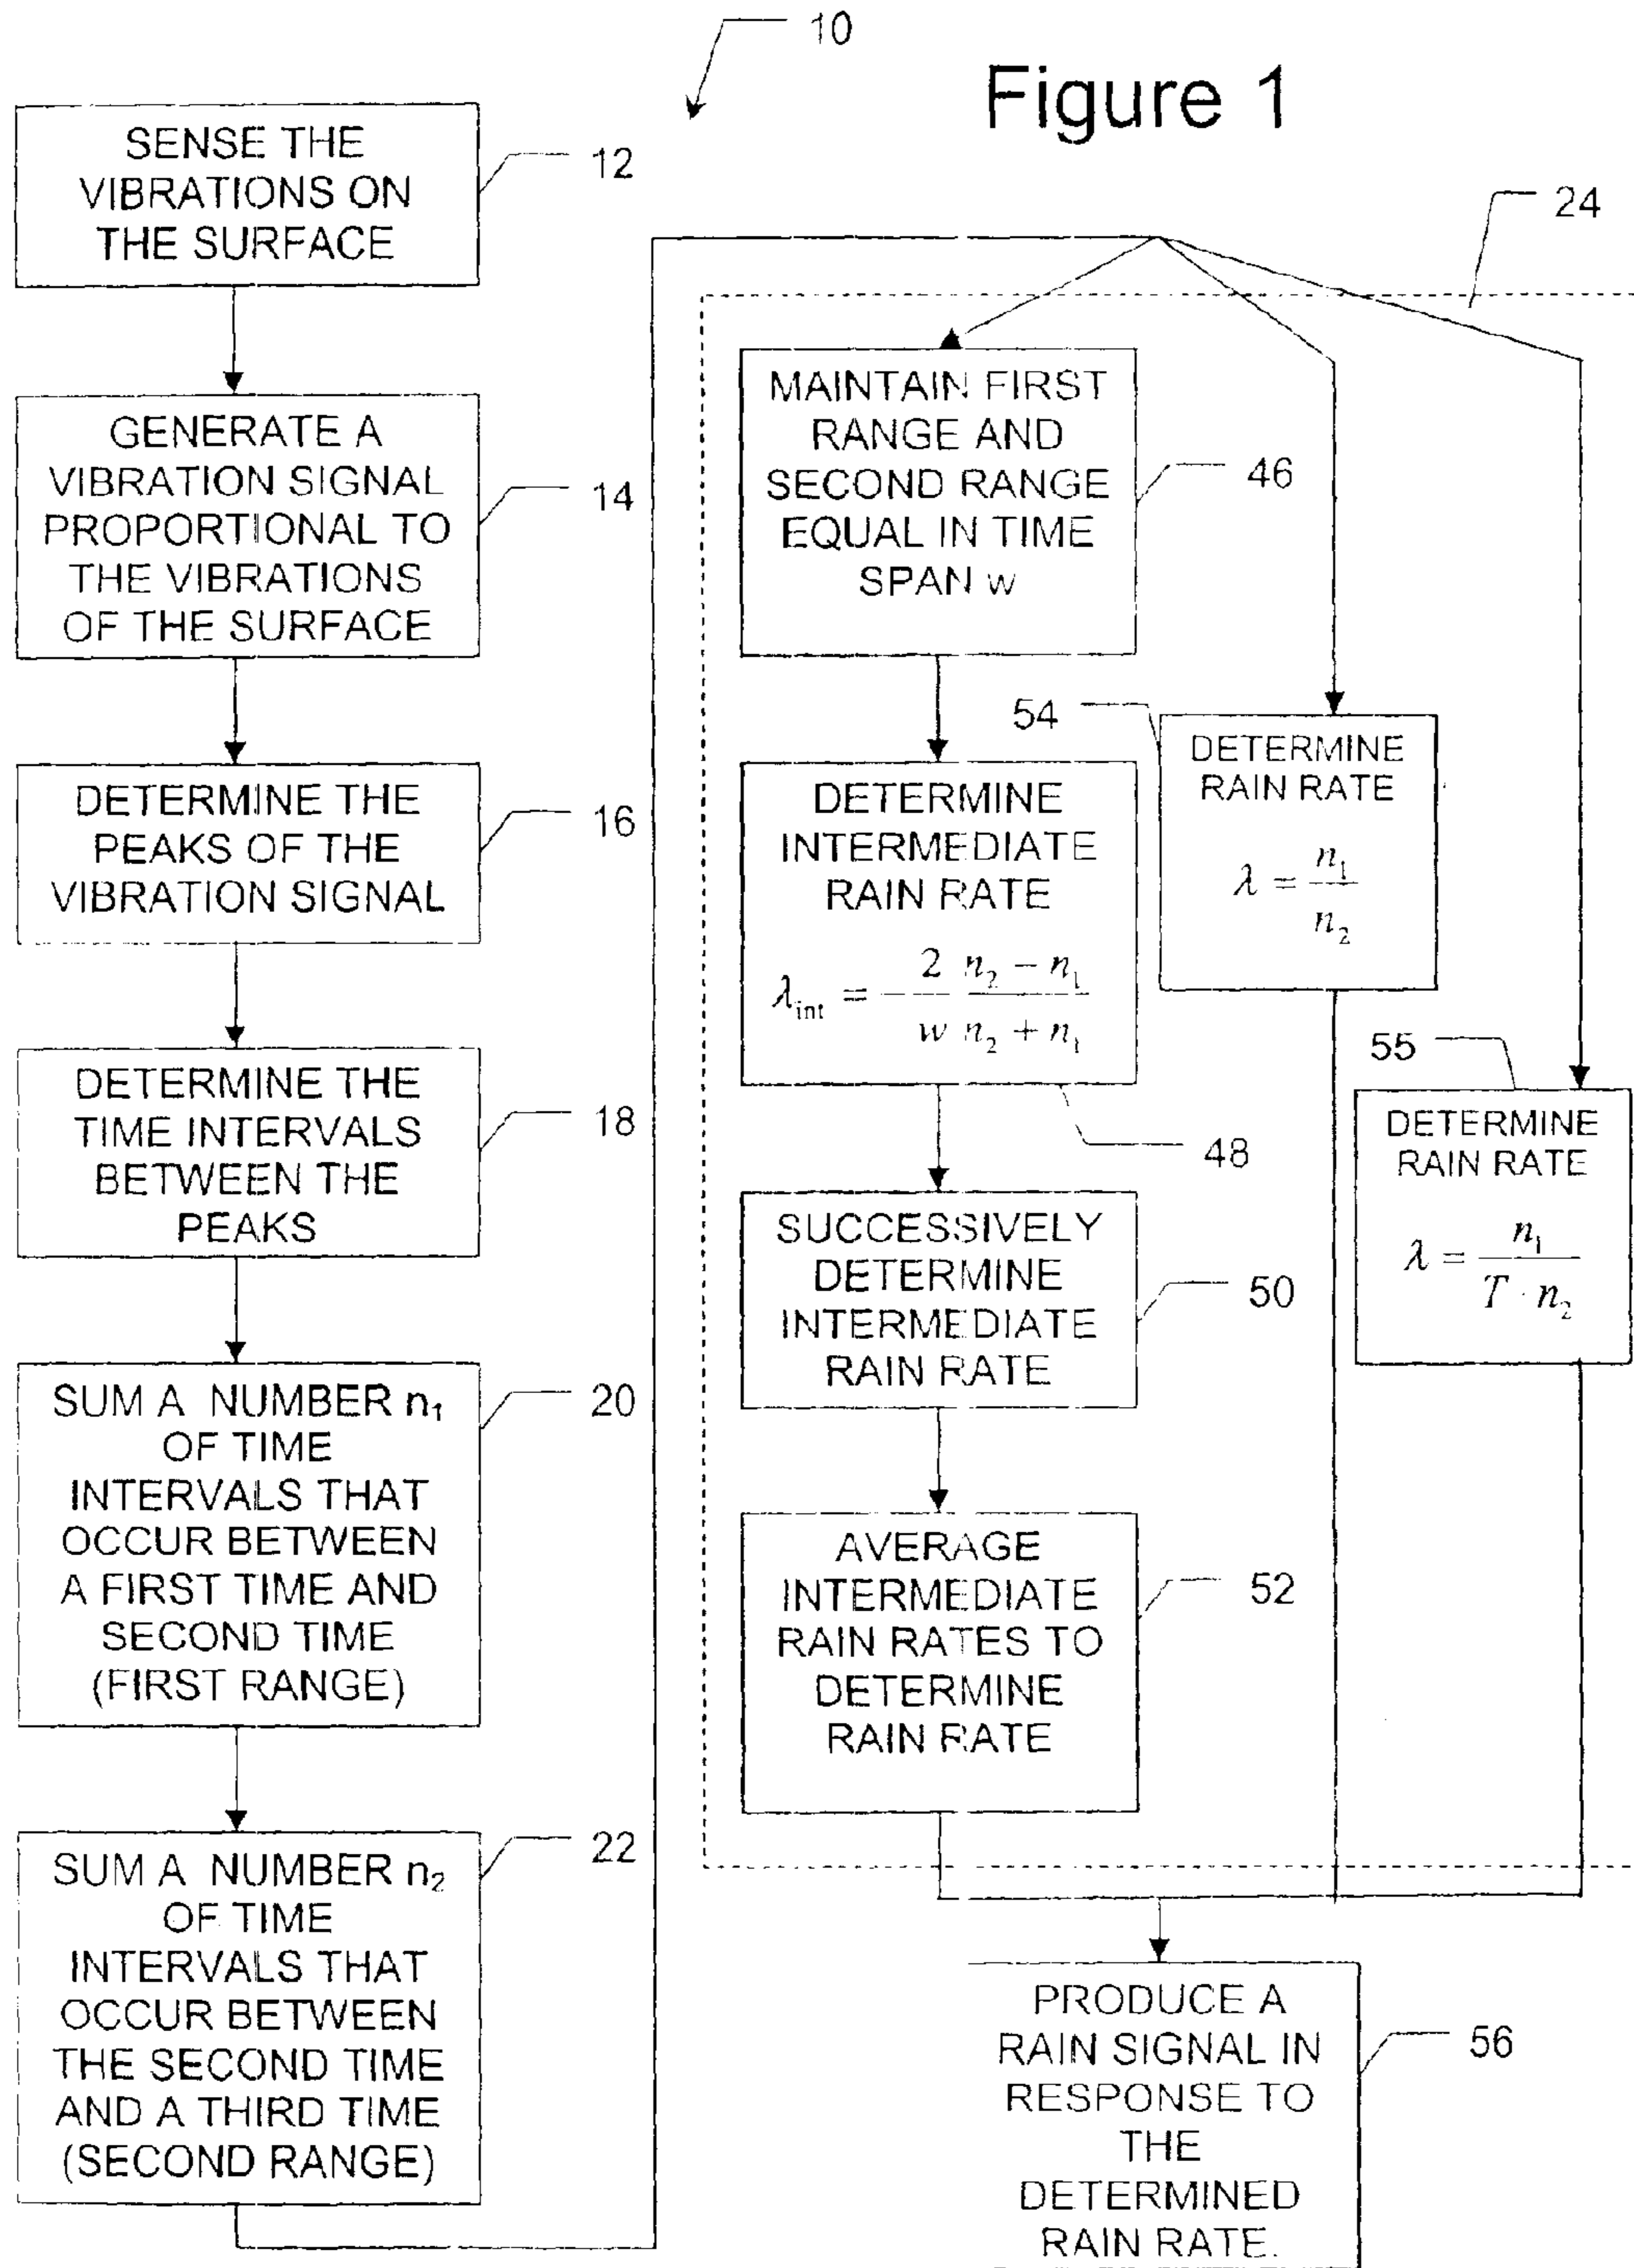 10
Figure 1
SENSE THE
VIBRATIONS ON
THE SURFACE
12
GENERATE A
VIBRATION SIGNAL
PROPORTIONAL TO
THE VIBRATIONS
OF THE SURFACE
14
DETERMINE THE
PEAKS OF THE
VIBRATION SIGNAL
16
DETERMINE THE
TIME INTERVALS
BETWEEN THE
PEAKS
18
SUM A NUMBER n₁
OF TIME
INTERVALS THAT
OCCUR BETWEEN
A FIRST TIME AND
SECOND TIME
(FIRST RANGE)
20
SUM A NUMBER n₂
OF TIME
INTERVALS THAT
OCCUR BETWEEN
THE SECOND TIME
AND A THIRD TIME
(SECOND RANGE)
22
24
MAINTAIN FIRST
RANGE AND
SECOND RANGE
EQUAL IN TIME
SPAN w
46
DETERMINE
INTERMEDIATE
RAIN RATE
λ_int = - 2/w (n₂ − n₁)/(n₂ + n₁)
48
SUCCESSIVELY
DETERMINE
INTERMEDIATE
RAIN RATE
50
AVERAGE
INTERMEDIATE
RAIN RATES TO
DETERMINE
RAIN RATE
52
54
DETERMINE
RAIN RATE
λ = n₁/n₂
55
DETERMINE
RAIN RATE
λ = n₁/(T · n₂)
PRODUCE A
RAIN SIGNAL IN
RESPONSE TO
THE
DETERMINED
RAIN RATE.
56